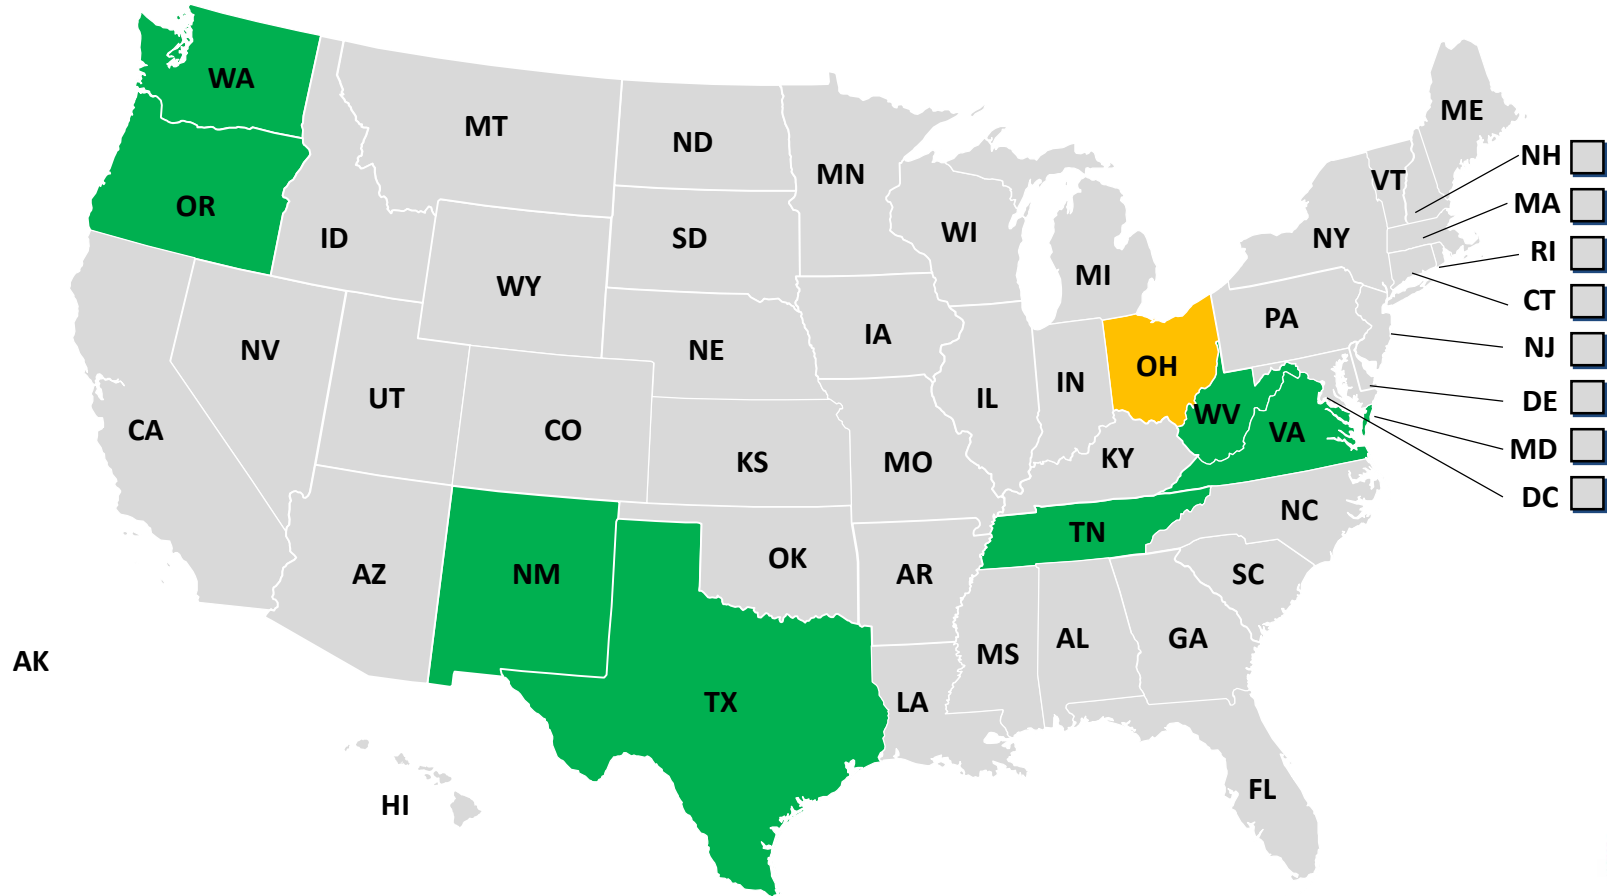 WA
MT
ND
ME
OR
ID
MN
SD
WI
MI
NY
VT
NH
MA
RI
CT
NJ
DE
MD
DC
WY
NV
UT
CA
CO
NE
IA
IL
IN
OH
PA
WV
VA
KY
KS
MO
AZ
NM
OK
AR
TN
NC
SC
TX
LA
MS
AL
GA
FL
AK
HI